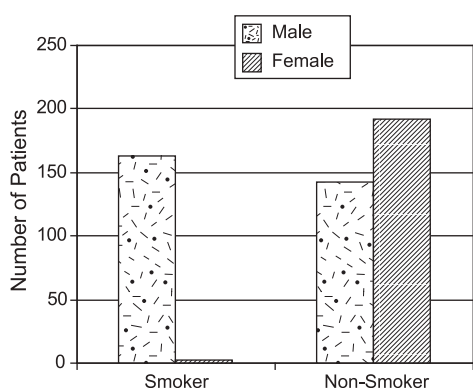 Male
Female
Number of Patients
250
200
150
100
50
0
Smoker
Non-Smoker